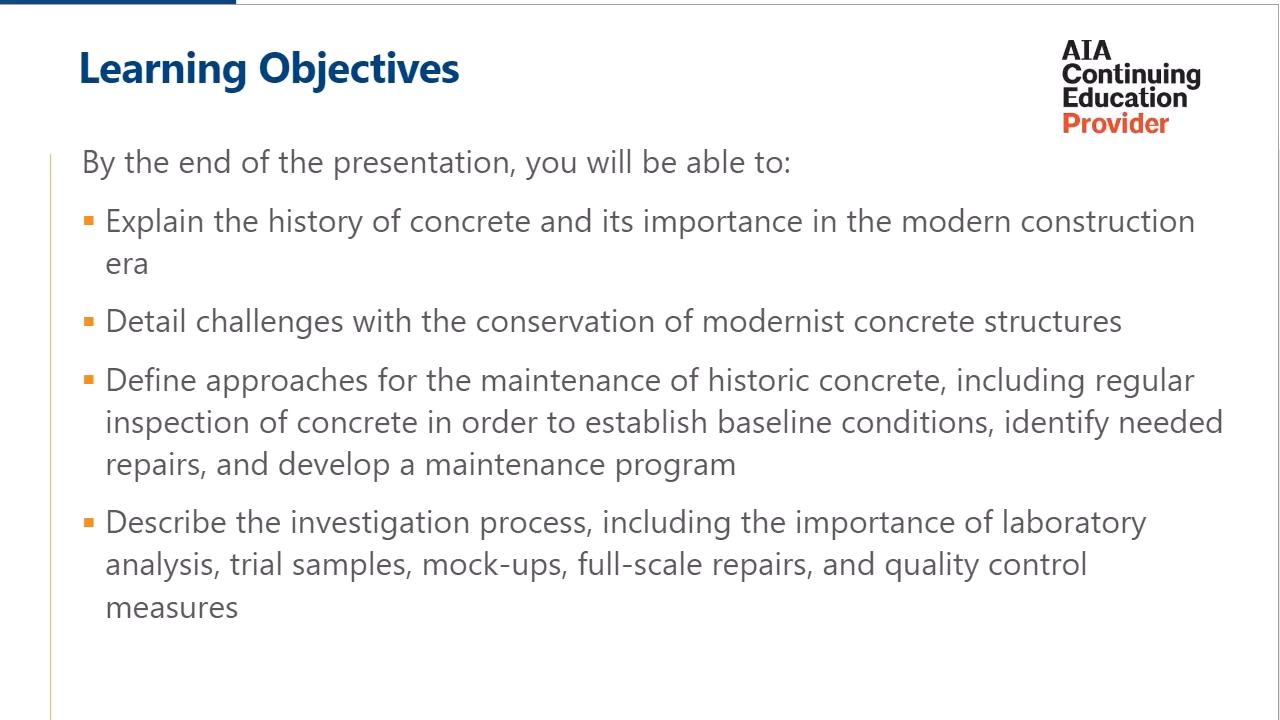 Learning Objectives
AIA
Continuing
Education
Provider
By the end of the presentation, you will be able to:
▪ Explain the history of concrete and its importance in the modern construction
era
▪ Detail challenges with the conservation of modernist concrete structures
▪ Define approaches for the maintenance of historic concrete, including regular
inspection of concrete in order to establish baseline conditions, identify needed
repairs, and develop a maintenance program
▪ Describe the investigation process, including the importance of laboratory
analysis, trial samples, mock-ups, full-scale repairs, and quality control
measures